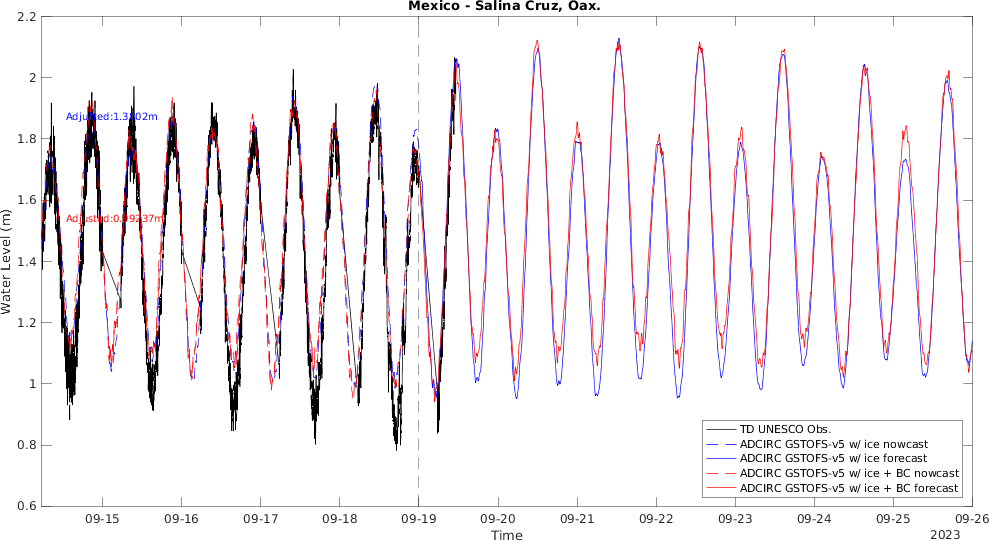 Mexico - Salina Cruz, Oax.
2.2
2
1.8
1.6
1.4
1.2
1
0.8
0.6
Water Level (m)
Adjusted:1.3802m
Adjusted:0.99237m
TD UNESCO Obs.
ADCIRC GSTOFS-v5 w/ ice nowcast
ADCIRC GSTOFS-v5 w/ ice forecast
ADCIRC GSTOFS-v5 w/ ice + BC nowcast
ADCIRC GSTOFS-v5 w/ ice + BC forecast
09-15 09-16 09-17 09-18 09-19 09-20 09-21 09-22 09-23 09-24 09-25 09-26
Time
2023